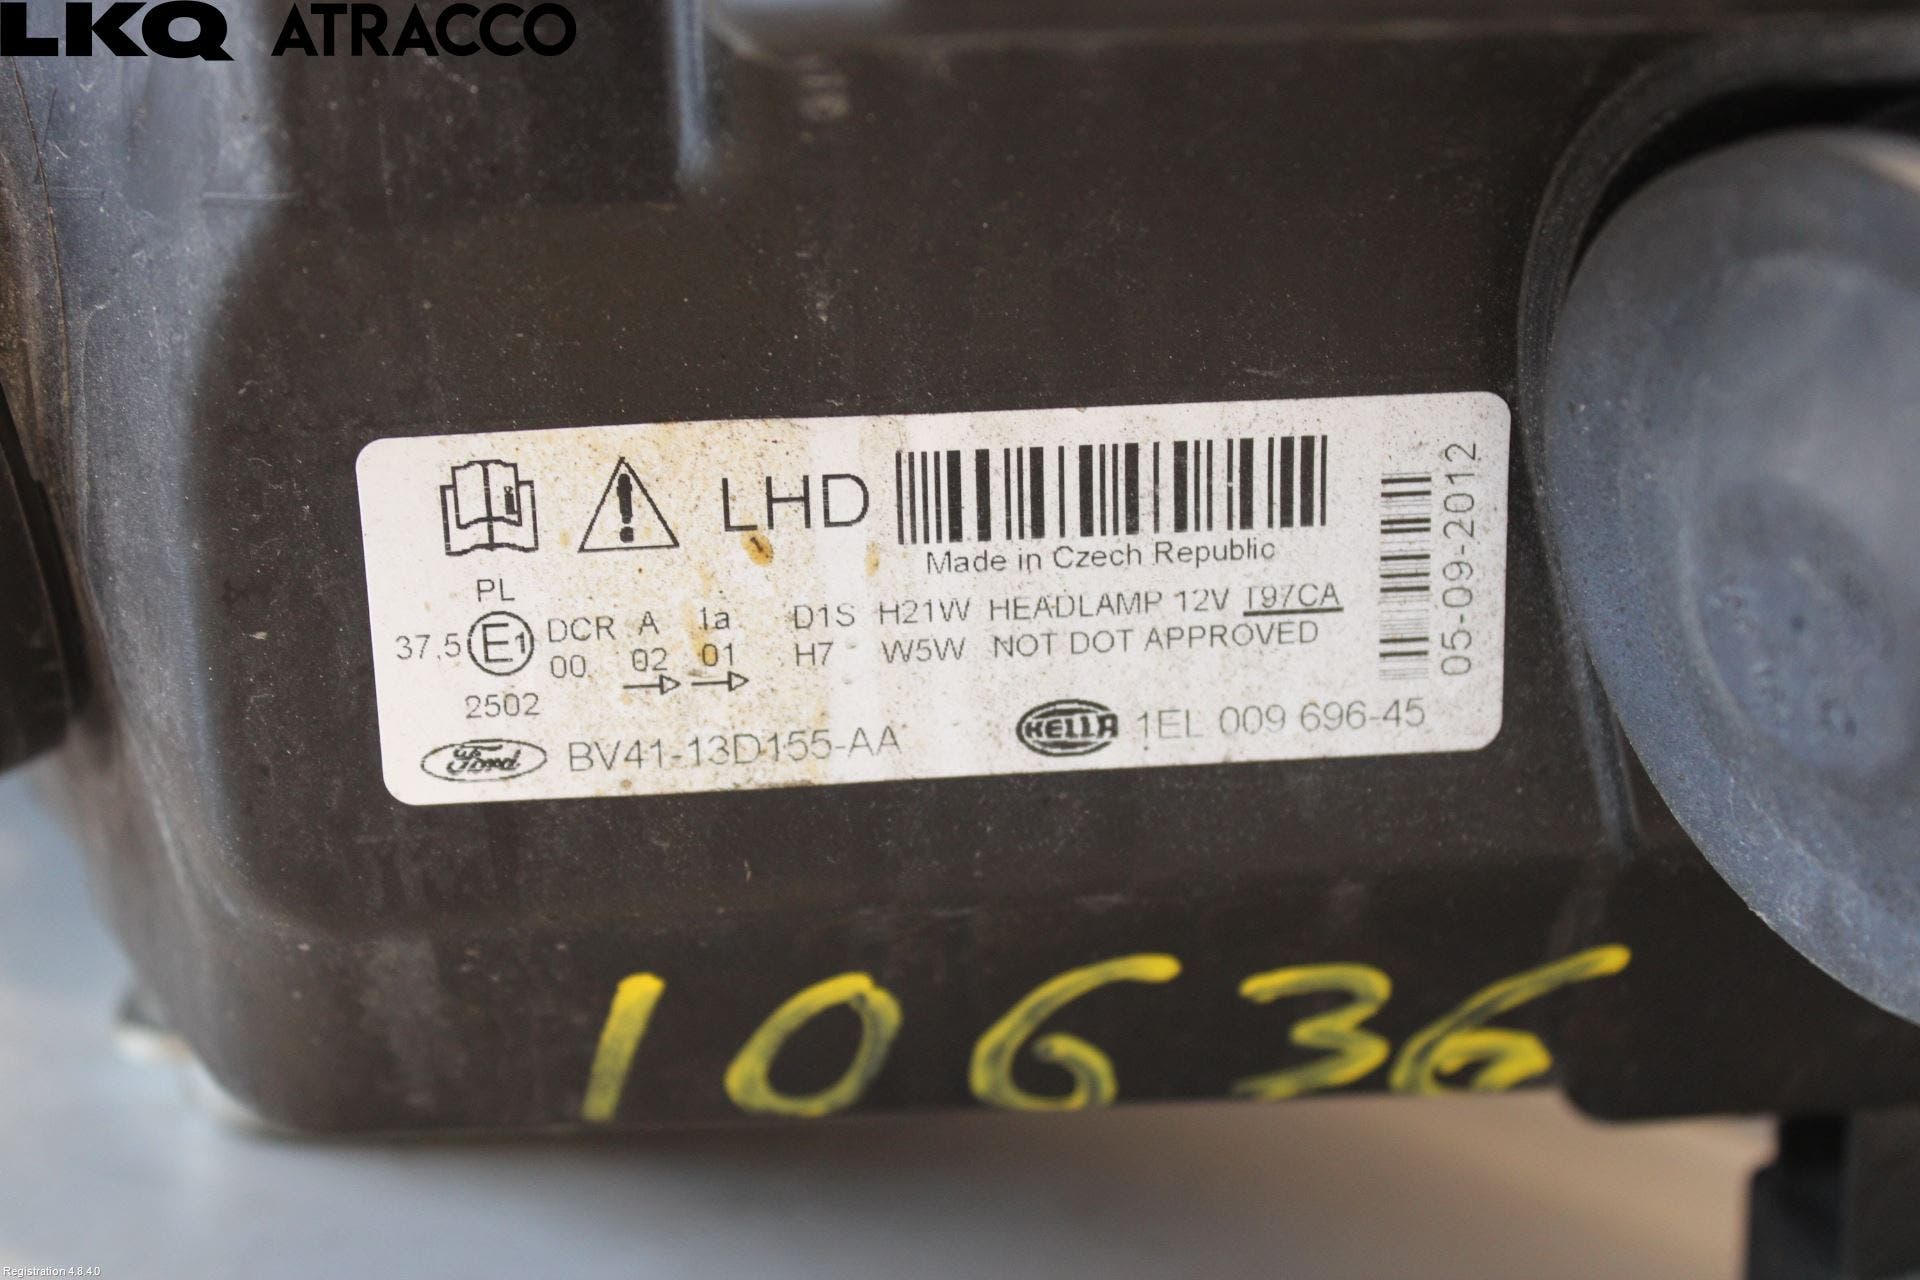 LKQ ATRACCO
LHD
Made in Czech Republic
05-09-2012
PL
37,5 E1 DCR A 1a D1S H21W HEADLAMP 12V T97CA
00 02 01 H7 W5W NOT DOT APPROVED
2502
Ford BV41-13D155-AA HELLA 1EL 009 696-45
10636
Registration 4.8.4.0